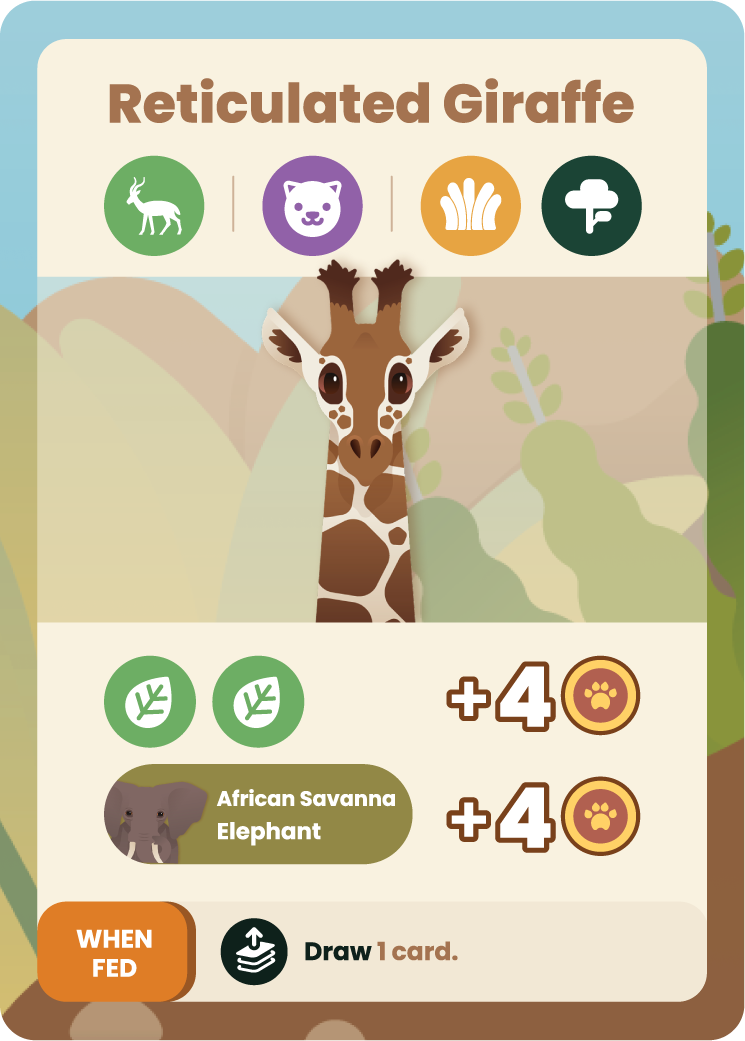 Reticulated Giraffe
+4
African Savanna
Elephant
+4
WHEN
FED
Draw 1 card.